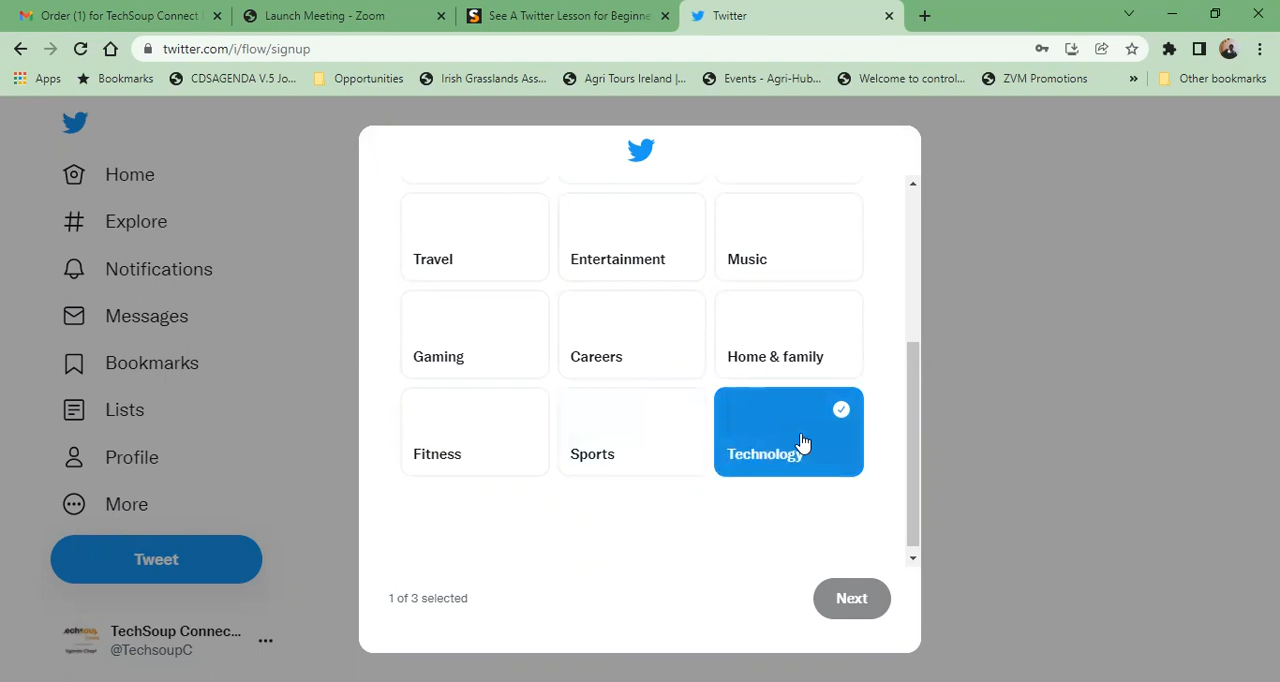 Order (1) for TechSoup Connect
Launch Meeting - Zoom
See A Twitter Lesson for Beginne
Twitter
twitter.com/i/flow/signup
Apps
Bookmarks
CDSAGENDA V.5 Jo...
Opportunities
Irish Grasslands Ass...
Agri Tours Ireland |...
Events - Agri-Hub...
Welcome to control...
ZVM Promotions
»
Other bookmarks
Home
Explore
Notifications
Messages
Bookmarks
Lists
Profile
More
Tweet
TechSoup Connec...
@TechsoupC
Travel
Entertainment
Music
Gaming
Careers
Home & family
Fitness
Sports
Technology
1 of 3 selected
Next